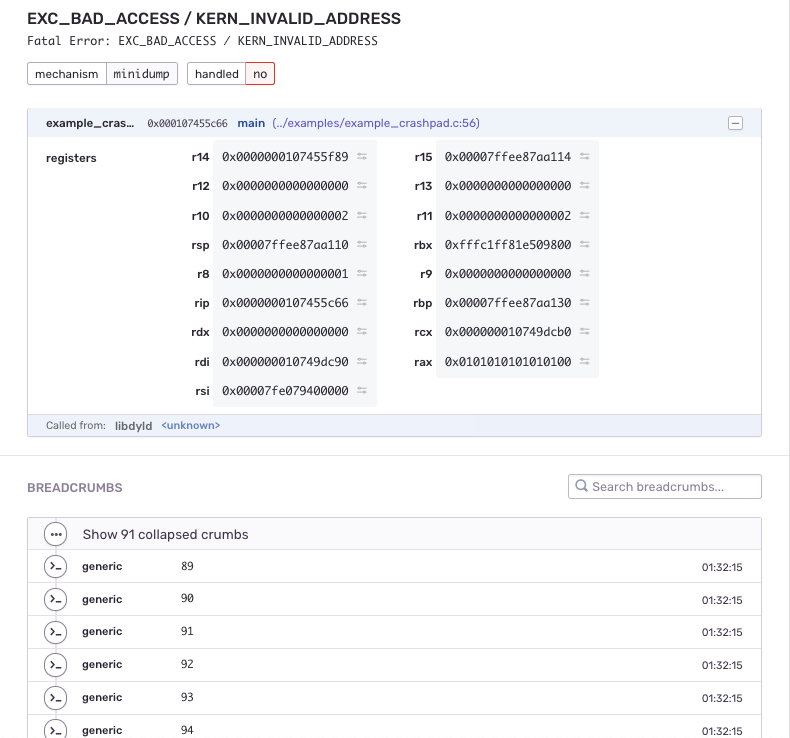 EXC_BAD_ACCESS / KERN_INVALID_ADDRESS
Fatal Error: EXC_BAD_ACCESS / KERN_INVALID_ADDRESS
mechanism minidump handled no
example_cras... 0x000107455c66 main (../examples/example_crashpad.c:56)
registers r14 0x0000000107455f89 r15 0x00007ffee87aa114
r12 0x0000000000000000 r13 0x0000000000000000
r10 0x0000000000000002 r11 0x0000000000000002
rsp 0x00007ffee87aa110 rbx 0xfffc1ff81e509800
r8 0x0000000000000001 r9 0x0000000000000000
rip 0x0000000107455c66 rbp 0x00007ffee87aa130
rdx 0x0000000000000000 rcx 0x000000010749dcb0
rdi 0x000000010749dc90 rax 0x0101010101010100
rsi 0x00007fe079400000
Called from: libdyld <unknown>
BREADCRUMBS Search breadcrumbs...
Show 91 collapsed crumbs
generic 89 01:32:15
generic 90 01:32:15
generic 91 01:32:15
generic 92 01:32:15
generic 93 01:32:15
generic 94 01:32:15